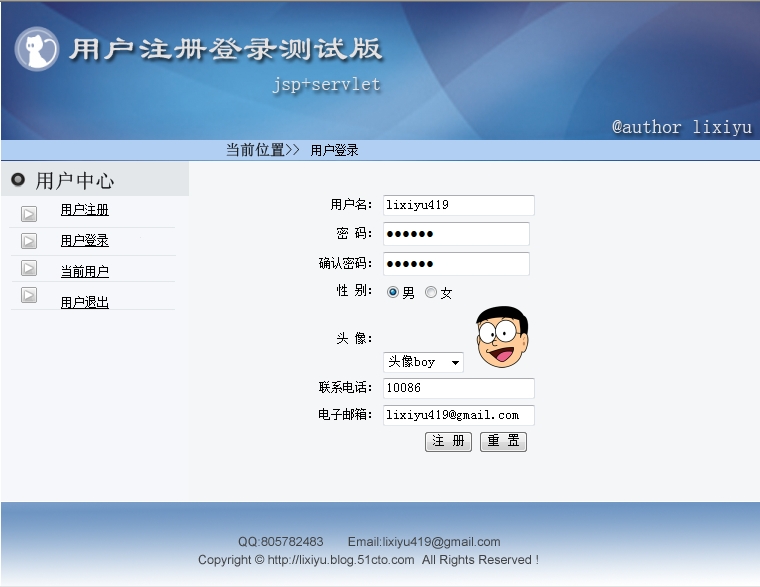 用户注册登录测试版
jsp+servlet
@author lixiyu
当前位置>> 用户登录
用户中心
用户注册
用户登录
当前用户
用户退出
用户名： lixiyu419
密 码： ●●●●●●
确认密码： ●●●●●●
性 别： 男 女
头 像：
头像boy
联系电话： 10086
电子邮箱： lixiyu419@gmail.com
注 册 重 置
QQ:805782483 Email:lixiyu419@gmail.com
Copyright © http://lixiyu.blog.51cto.com All Rights Reserved !